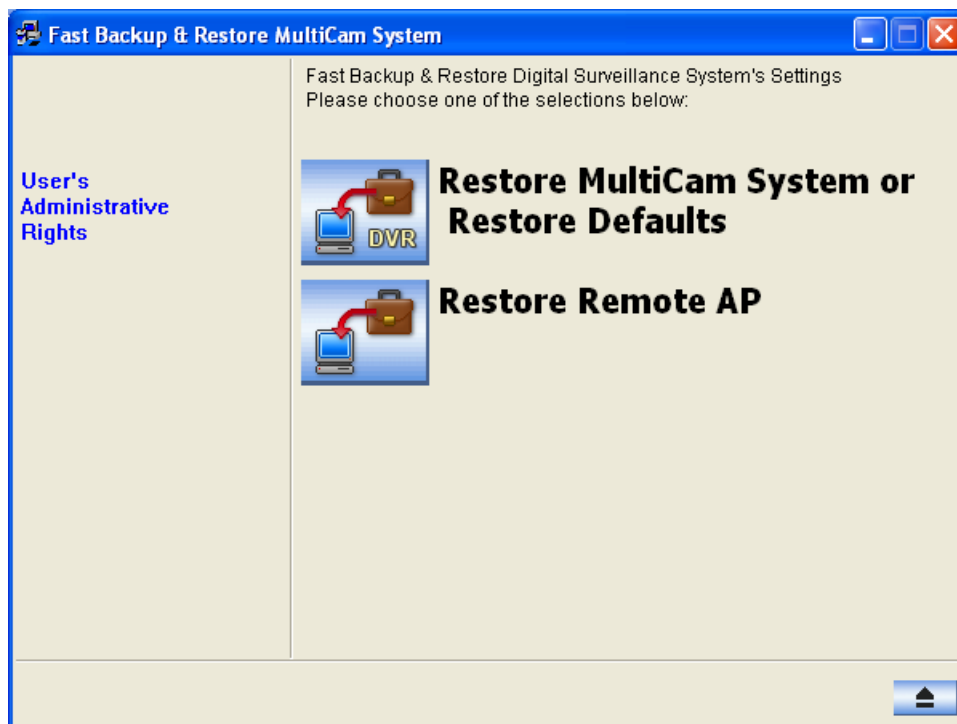 Fast Backup & Restore MultiCam System
Fast Backup & Restore Digital Surveillance System's Settings
Please choose one of the selections below:
User's
Administrative
Rights
Restore MultiCam System or
Restore Defaults
DVR
Restore Remote AP